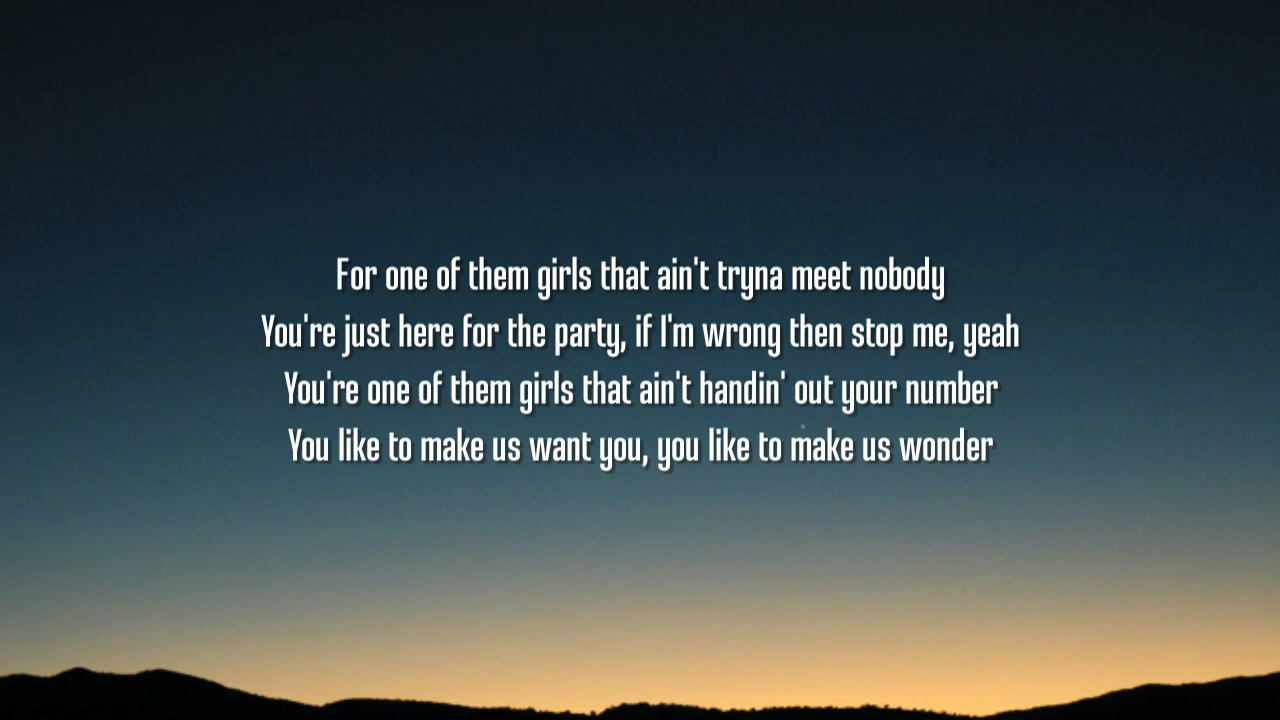 For one of them girls that ain't tryna meet nobody
You're just here for the party, if I'm wrong then stop me, yeah
You're one of them girls that ain't handin' out your number
You like to make us want you, you like to make us wonder